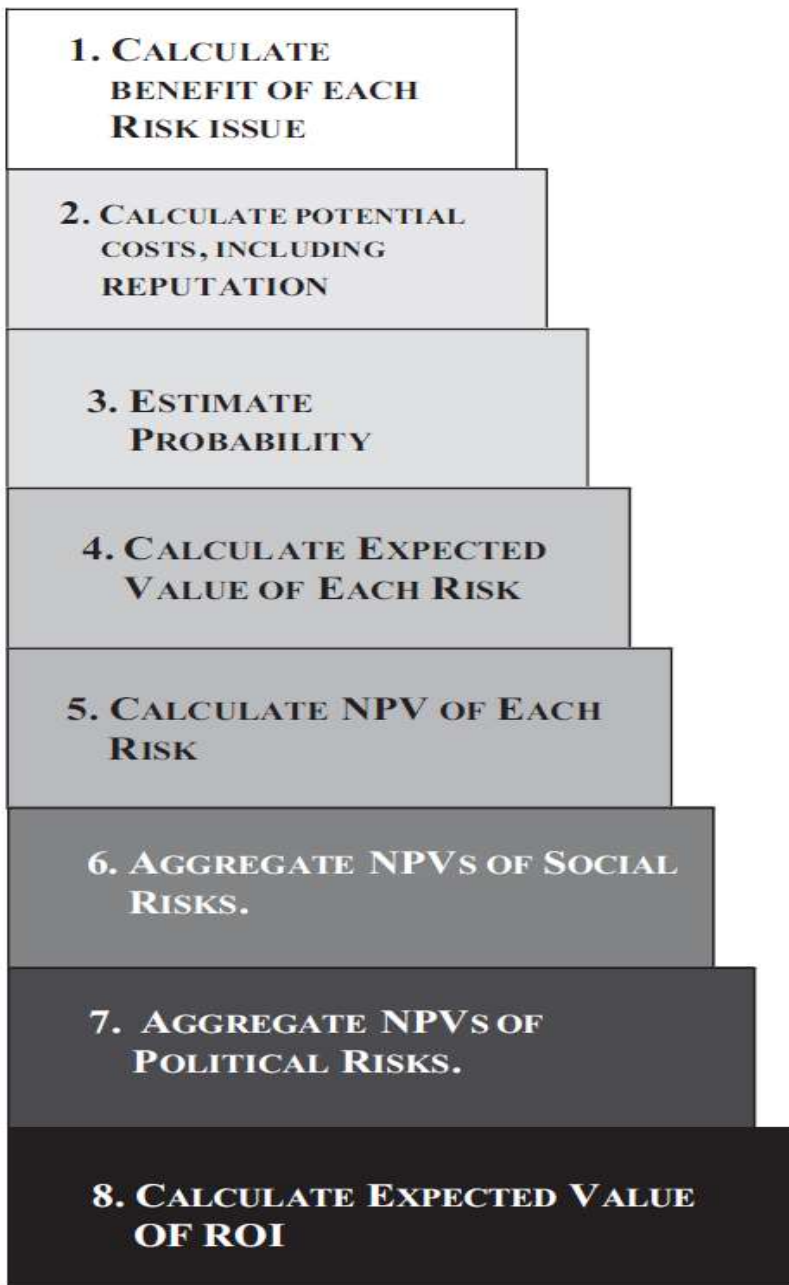 1. CALCULATE
BENEFIT OF EACH
RISK ISSUE
2. CALCULATE POTENTIAL
COSTS, INCLUDING
REPUTATION
3. ESTIMATE
PROBABILITY
4. CALCULATE EXPECTED
VALUE OF EACH RISK
5. CALCULATE NPV OF EACH
RISK
6. AGGREGATE NPVS OF SOCIAL
RISKS.
7. AGGREGATE NPVS OF
POLITICAL RISKS.
8. CALCULATE EXPECTED VALUE
OF ROI